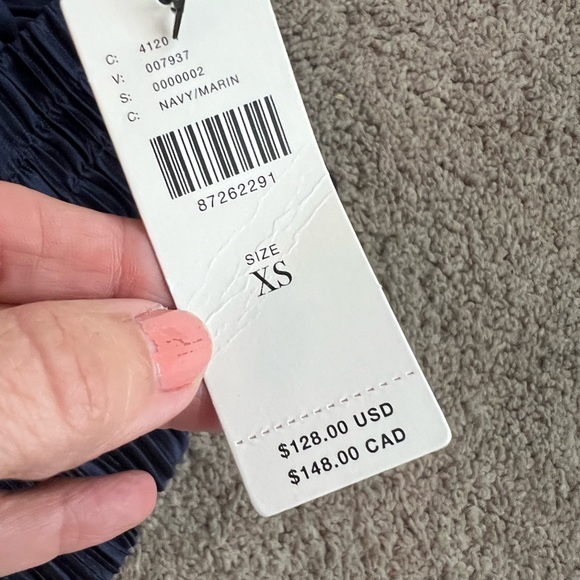 C: 4120
V: 007937
S: 0000002
C: NAVY/MARIN
87262291
SIZE
XS
$128.00 USD
$148.00 CAD